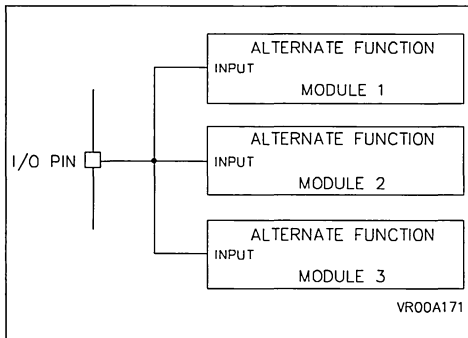 ALTERNATE FUNCTION
INPUT
MODULE 1
ALTERNATE FUNCTION
I/O PIN
INPUT
MODULE 2
ALTERNATE FUNCTION
INPUT
MODULE 3
VR00A171